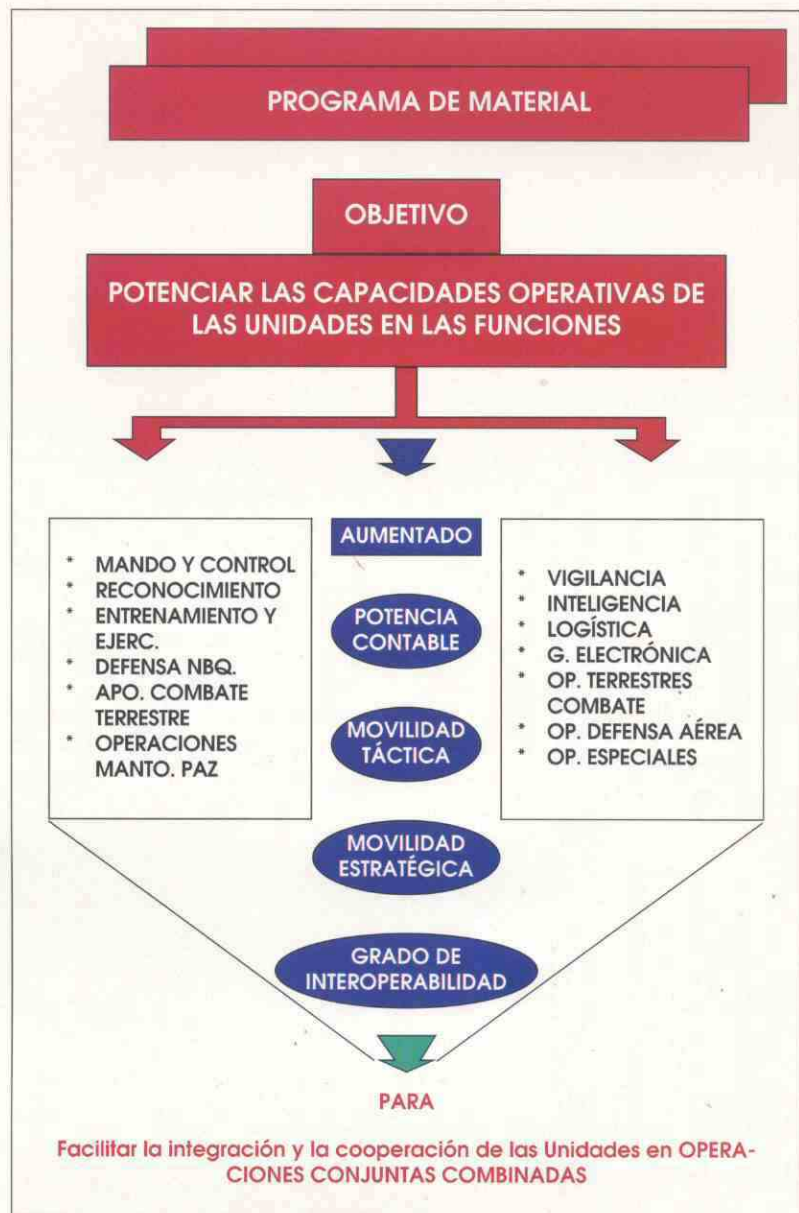 PROGRAMA DE MATERIAL
OBJETIVO
POTENCIAR LAS CAPACIDADES OPERATIVAS DE
LAS UNIDADES EN LAS FUNCIONES
* MANDO Y CONTROL
* RECONOCIMIENTO
* ENTRENAMIENTO Y
EJERC.
* DEFENSA NBQ.
* APO. COMBATE
TERRESTRE
* OPERACIONES
MANTO. PAZ
AUMENTADO
POTENCIA
CONTABLE
MOVILIDAD
TÁCTICA
MOVILIDAD
ESTRATÉGICA
GRADO DE
INTEROPERABILIDAD
* VIGILANCIA
* INTELIGENCIA
* LOGÍSTICA
* G. ELECTRÓNICA
* OP. TERRESTRES
COMBATE
* OP. DEFENSA AÉREA
* OP. ESPECIALES
PARA
Facilitar la integración y la cooperación de las Unidades en OPERA-
CIONES CONJUNTAS COMBINADAS